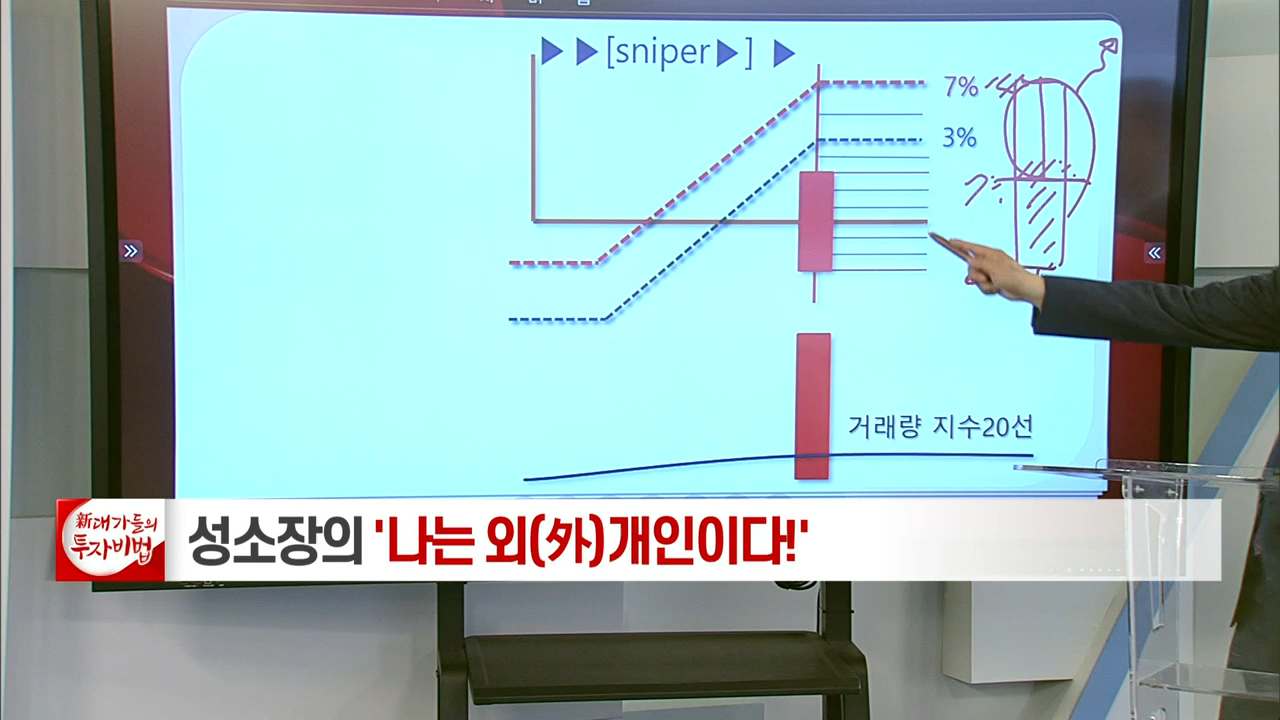 ▶ ▶[sniper▶] ▶
7%
3%
거래량 지수20선
新대가들의
투자비법
성소장의 '나는 외(外)개인이다!'